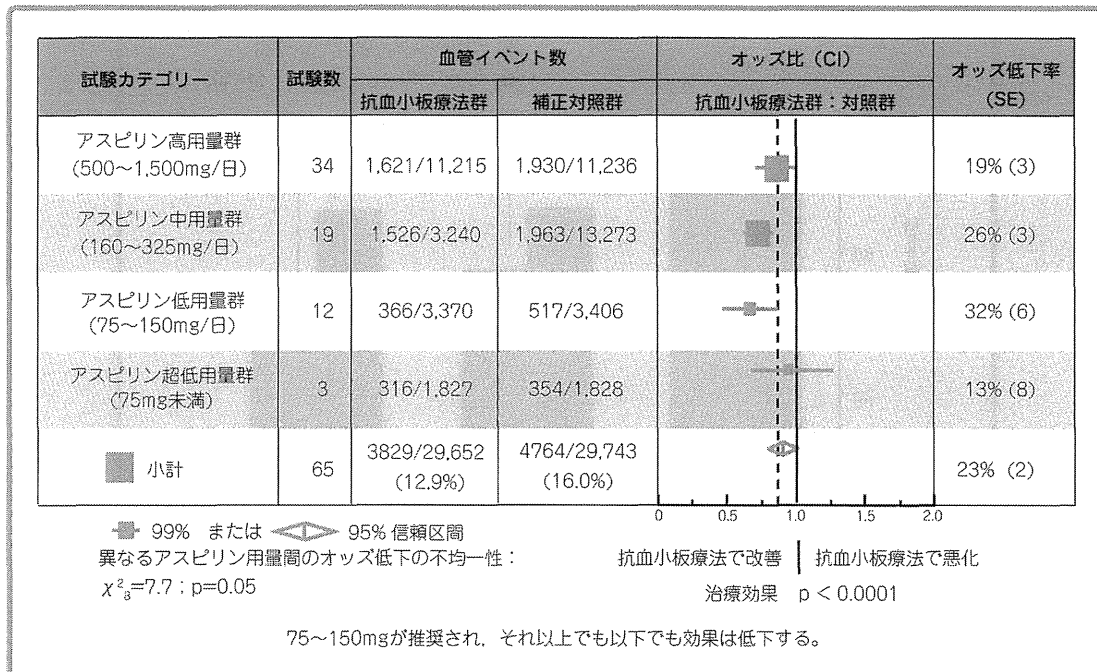 試験カテゴリー 試験数 血管イベント数 オッズ比（CI） オッズ低下率
(SE)
抗血小板療法群 補正対照群 抗血小板療法群：対照群
アスピリン高用量群
(500〜1,500mg/日) 34 1,621/11,215 1,930/11,236 19% (3)
アスピリン中用量群
(160〜325mg/日) 19 1,526/3,240 1,963/13,273 26% (3)
アスピリン低用量群
(75〜150mg/日) 12 366/3,370 517/3,406 32% (6)
アスピリン超低用量群
(75mg未満) 3 316/1,827 354/1,828 13% (8)
小計 65 3829/29,652 4764/29,743 23% (2)
(12.9%) (16.0%)
0 0.5 1.0 1.5 2.0
99% または 95% 信頼区間
異なるアスピリン用量間のオッズ低下の不均一性：
χ²₃=7.7；p=0.05
抗血小板療法で改善 抗血小板療法で悪化
治療効果 p < 0.0001
75〜150mgが推奨され，それ以上でも以下でも効果は低下する。